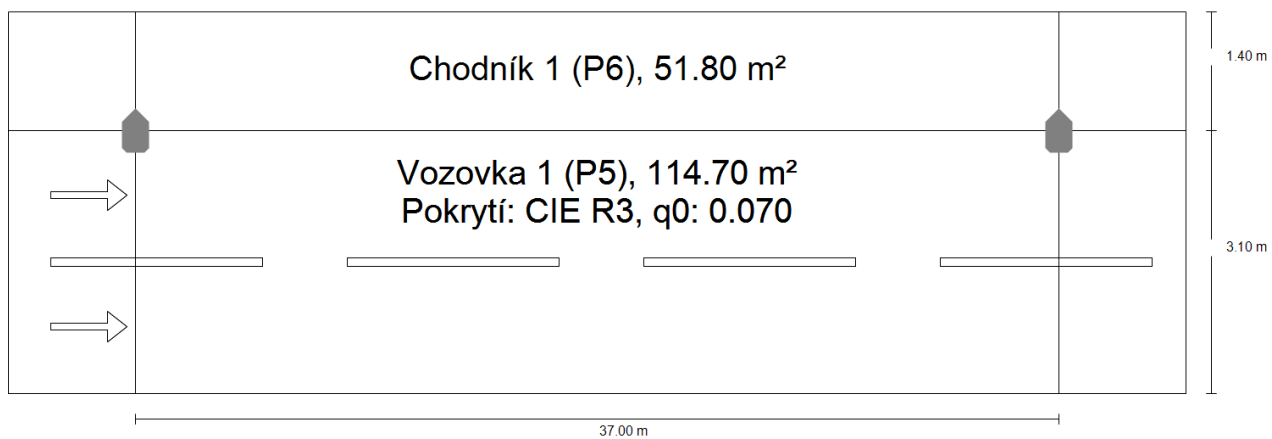 Chodník 1 (P6), 51.80 m²
1.40 m
Vozovka 1 (P5), 114.70 m²
Pokrytí: CIE R3, q0: 0.070
3.10 m
37.00 m